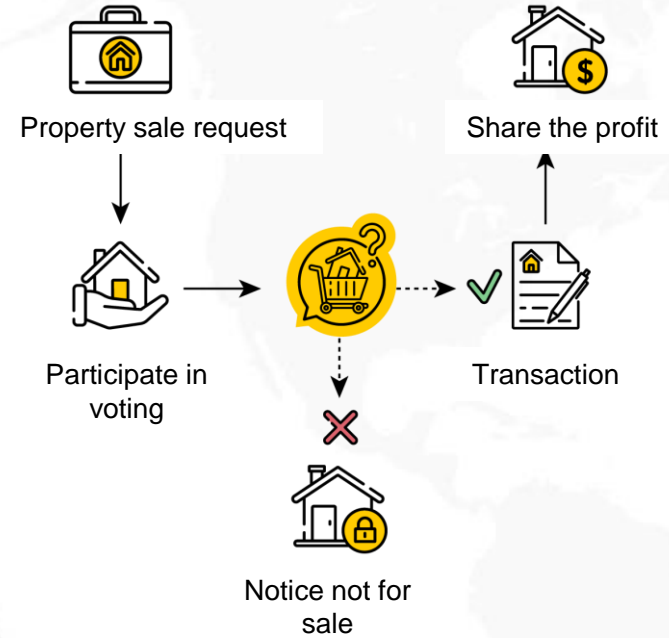 Property sale request
Share the profit
$
?
Participate in
voting
Transaction
Notice not for
sale